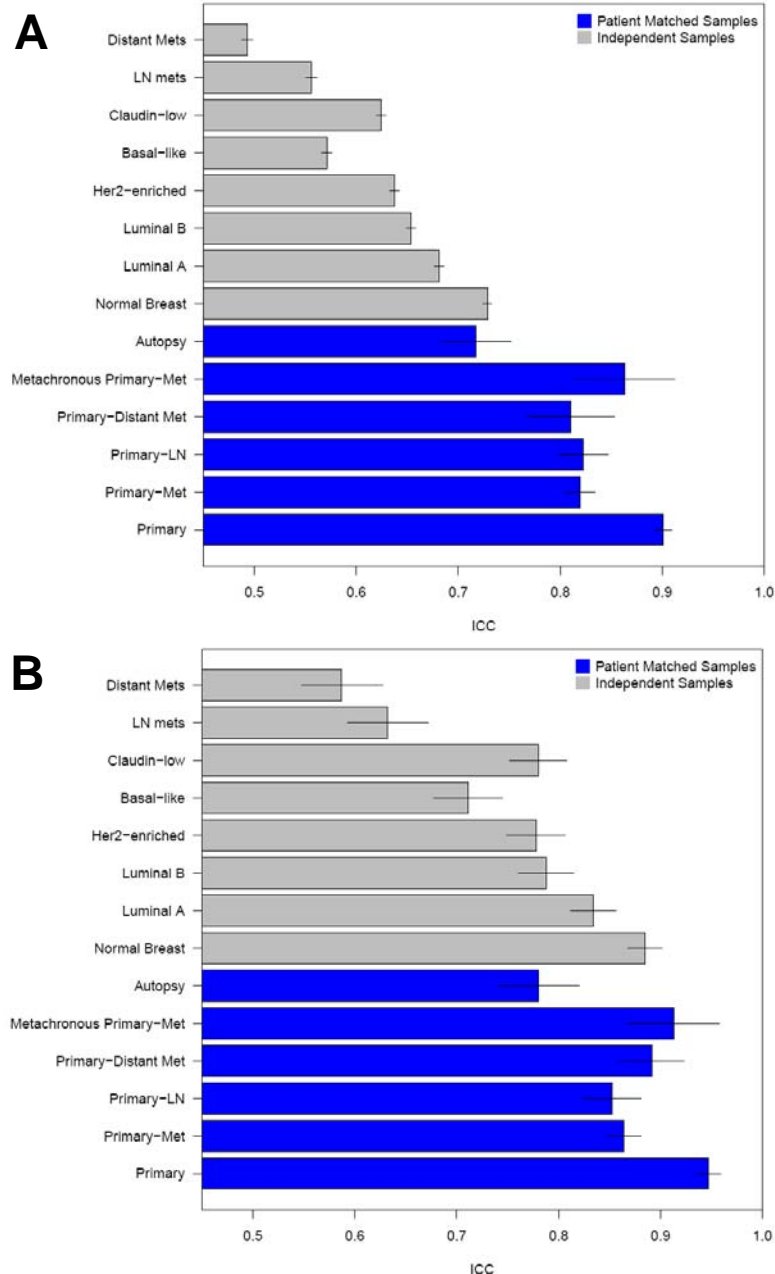 A
Patient Matched Samples
Independent Samples
Distant Mets
LN mets
Claudin−low
Basal−like
Her2−enriched
Luminal B
Luminal A
Normal Breast
Autopsy
Metachronous Primary−Met
Primary−Distant Met
Primary−LN
Primary−Met
Primary
0.5 0.6 0.7 0.8 0.9 1.0
ICC
B
Patient Matched Samples
Independent Samples
Distant Mets
LN mets
Claudin−low
Basal−like
Her2−enriched
Luminal B
Luminal A
Normal Breast
Autopsy
Metachronous Primary−Met
Primary−Distant Met
Primary−LN
Primary−Met
Primary
0.5 0.6 0.7 0.8 0.9 1.0
ICC